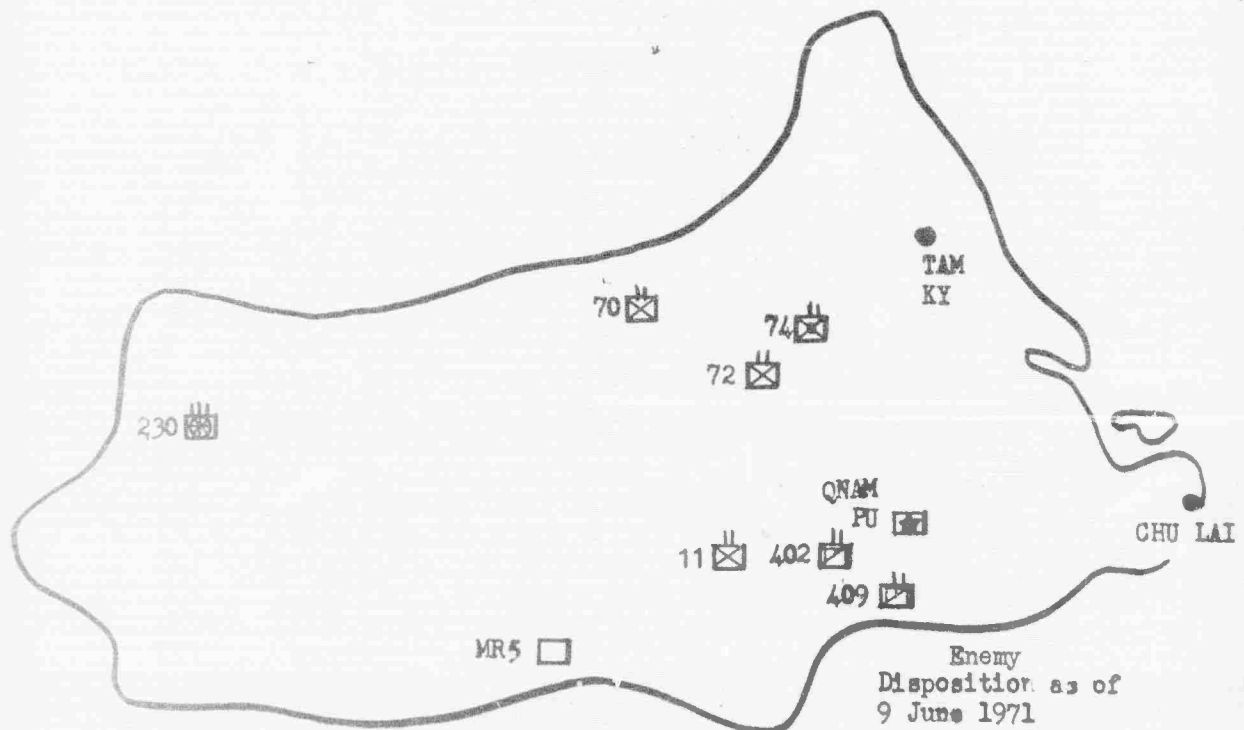 TAM
KY
70
74
72
230
QNAM
PU
CHU LAI
11
402
409
MR5
Enemy
Disposition as of
9 June 1971